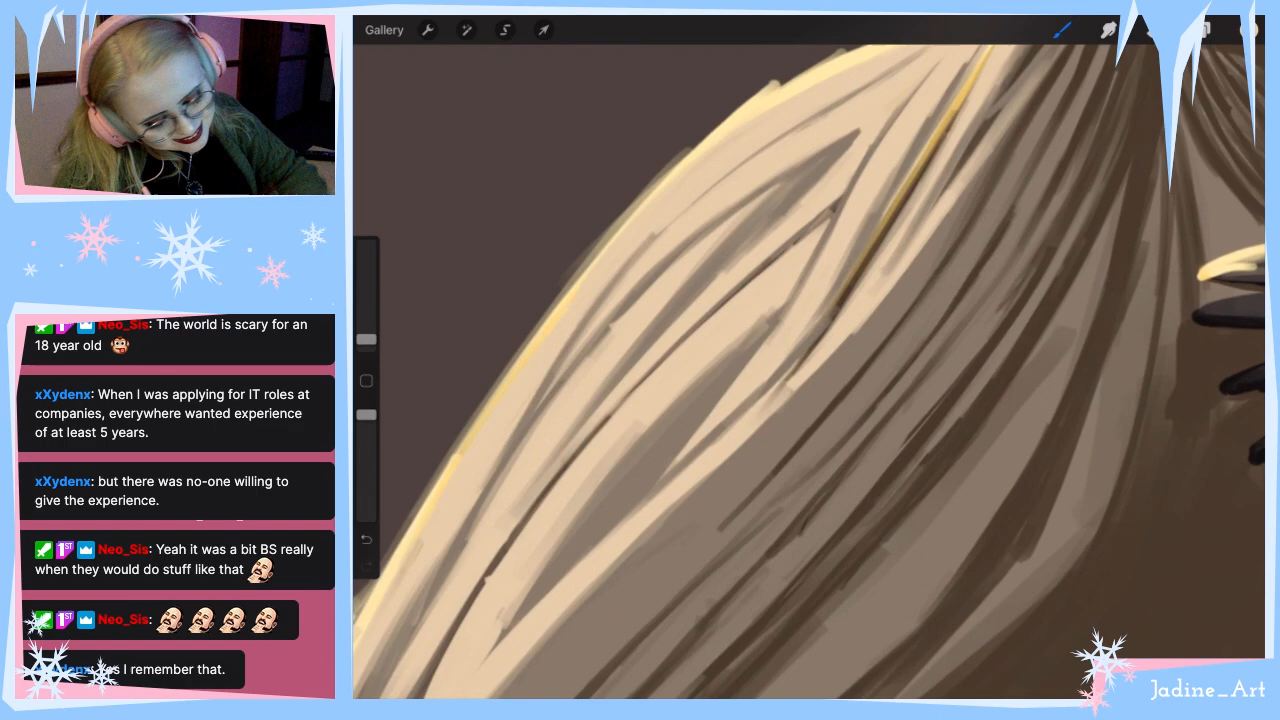 Gallery
Neo_Sis: The world is scary for an
18 year old
xXydenx: When I was applying for IT roles at
companies, everywhere wanted experience
of at least 5 years.
xXydenx: but there was no-one willing to
give the experience.
Neo_Sis: Yeah it was a bit BS really
when they would do stuff like that
Neo_Sis:
I remember that.
Jadine_Art